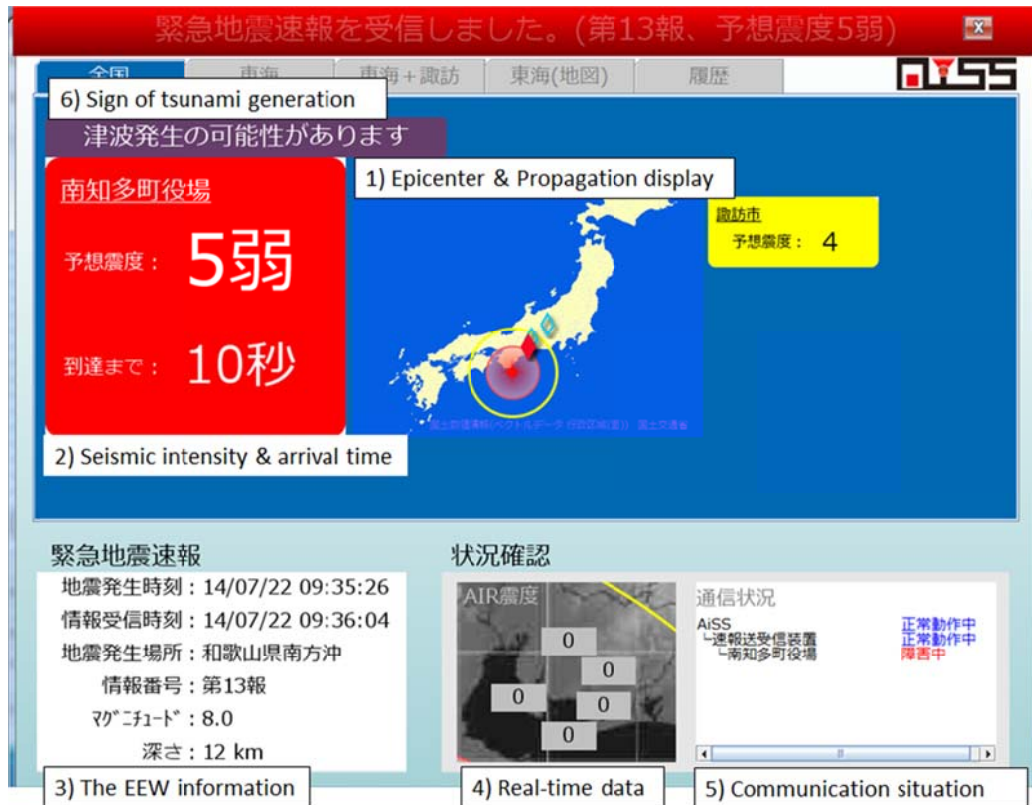 緊急地震速報を受信しました。(第13報、予想震度5弱)
X
全国
東海
東海+諏訪
東海(地図)
履歴
AiSS
6) Sign of tsunami generation
津波発生の可能性があります
1) Epicenter & Propagation display
南知多町役場
予想震度: 5弱
到達まで: 10秒
諏訪市
予想震度: 4
2) Seismic intensity & arrival time
緊急地震速報
地震発生時刻:14/07/22 09:35:26
情報受信時刻:14/07/22 09:36:04
地震発生場所:和歌山県南方沖
情報番号:第13報
マグニチュード:8.0
深さ:12 km
3) The EEW information
状況確認
AIR震度
0
0
0
0
0
4) Real-time data
通信状況
AiSS 正常動作中
└速報送受信装置 正常動作中
└南知多町役場 障害中
5) Communication situation